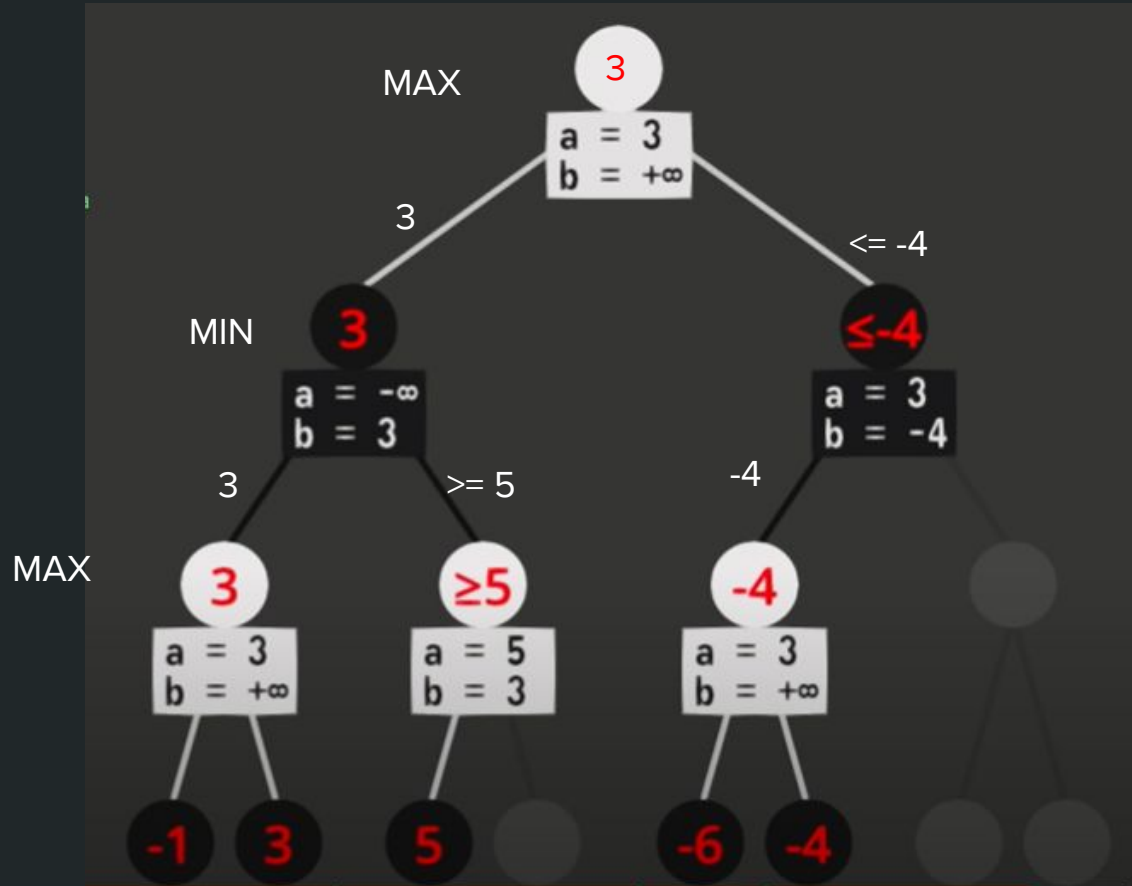 3
MAX
a = 3
b = +∞
3
<= -4
MIN
3
≤-4
a = -∞
b = 3
a = 3
b = -4
3
>= 5
-4
MAX
3
≥5
-4
a = 3
b = +∞
a = 5
b = 3
a = 3
b = +∞
-1
3
5
-6
-4